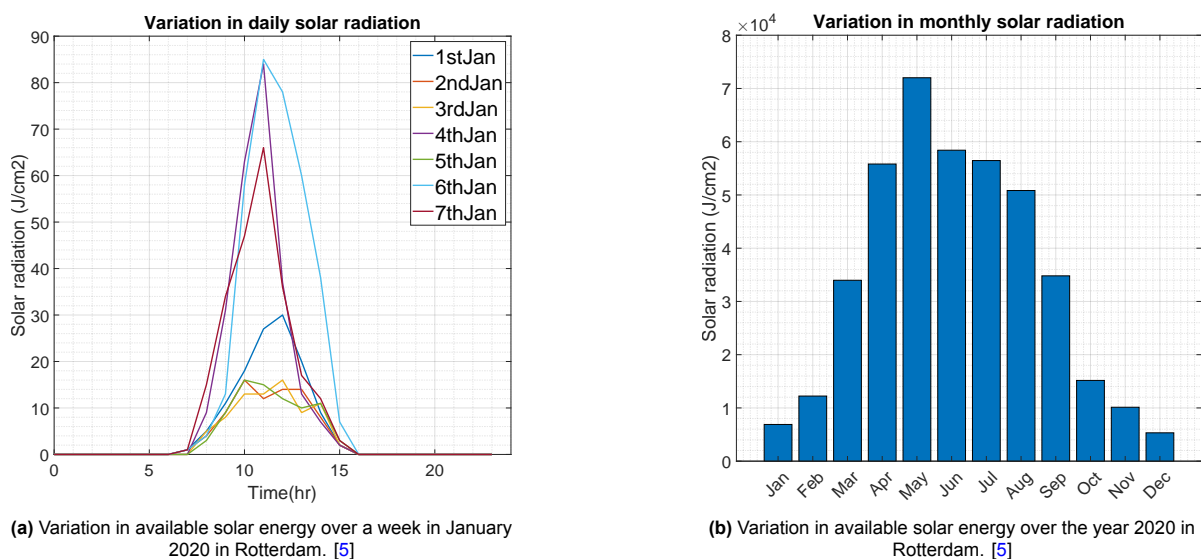 Variation in daily solar radiation
90
80
70
60
50
40
30
20
10
0
Solar radiation (J/cm2)
1stJan
2ndJan
3rdJan
4thJan
5thJan
6thJan
7thJan
0 5 10 15 20
Time(hr)
(a) Variation in available solar energy over a week in January
2020 in Rotterdam. [5]
Variation in monthly solar radiation
×10⁴
8
7
6
5
4
3
2
1
0
Solar radiation (J/cm2)
Jan Feb Mar Apr May Jun Jul Aug Sep Oct Nov Dec
(b) Variation in available solar energy over the year 2020 in
Rotterdam. [5]